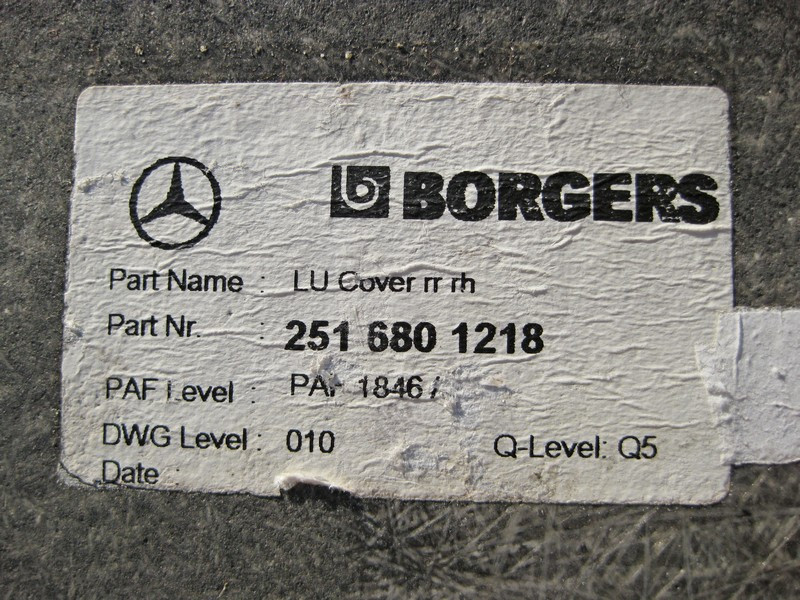 BORGERS
Part Name : LU Cover rr rh
Part Nr. : 251 680 1218
PAF Level : 1846
DWG Level : 010 Q-Level: Q5
Date :